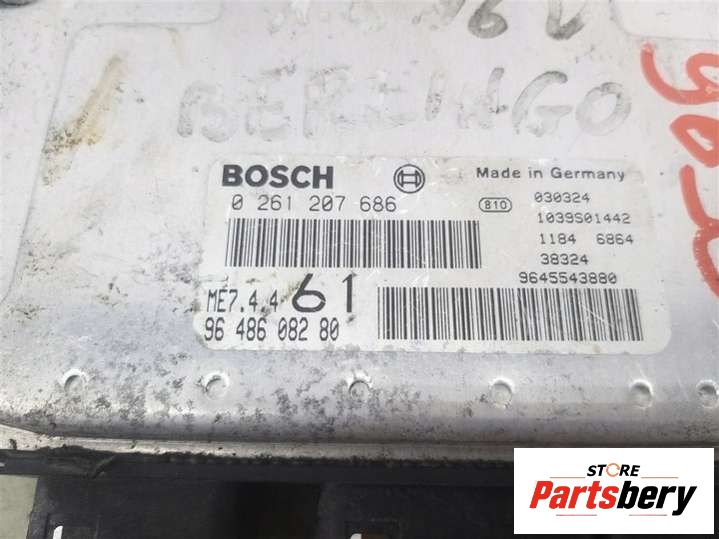 16V
BERLINGO
BOSCH Made in Germany
0 261 207 686 810 030324
1039S01442
1184 6864
38324
9645543880
ME7.4.4 61
96 486 082 80
STORE
Partsbery